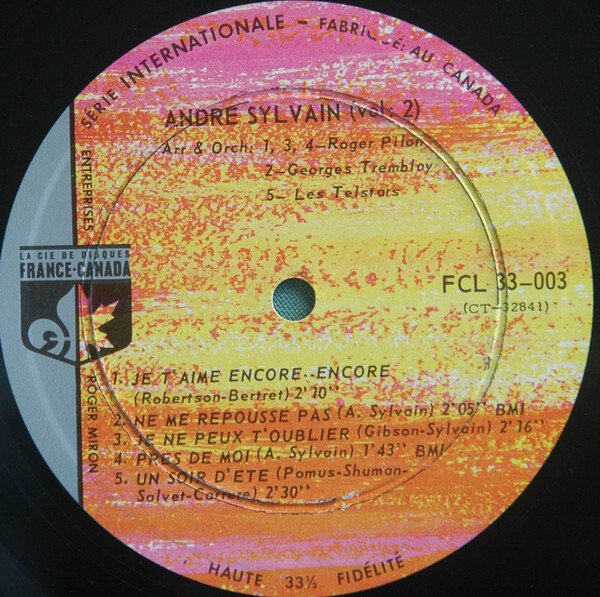 SÉRIE INTERNATIONALE - FABRIQUÉ AU CANADA
ANDRÉ SYLVAIN (vol. 2)
Arr & Orch: 1, 3, 4-Roger Pilon
2-Georges Tremblay
5- Les Telstars
ENTREPRISES
LA CIE DE DISQUES
FRANCE-CANADA
ROGER MIRON
FCL 33-003
(CT-32841)
1. JE T'AIME ENCORE..ENCORE
(Robertson-Bertret) 2'10''
2. NE ME REPOUSSE PAS (A. Sylvain) 2'05'' BMI
3. JE NE PEUX T'OUBLIER (Gibson-Sylvain) 2'16''
4. PRES DE MOI (A. Sylvain) 1'43'' BMI
5. UN SOIR D'ETE (Pomus-Shuman-
Salvet-Carrere) 2'30''
HAUTE 33⅓ FIDÉLITÉ